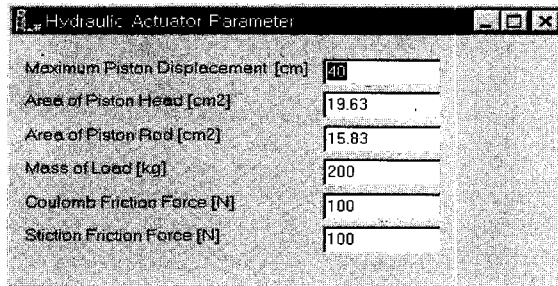 Hydraulic Actuator Parameter
Maximum Piston Displacement [cm] 40
Area of Piston Head [cm2] 19.63
Area of Piston Rod [cm2] 15.83
Mass of Load [kg] 200
Coulomb Friction Force [N] 100
Stiction Friction Force [N] 100